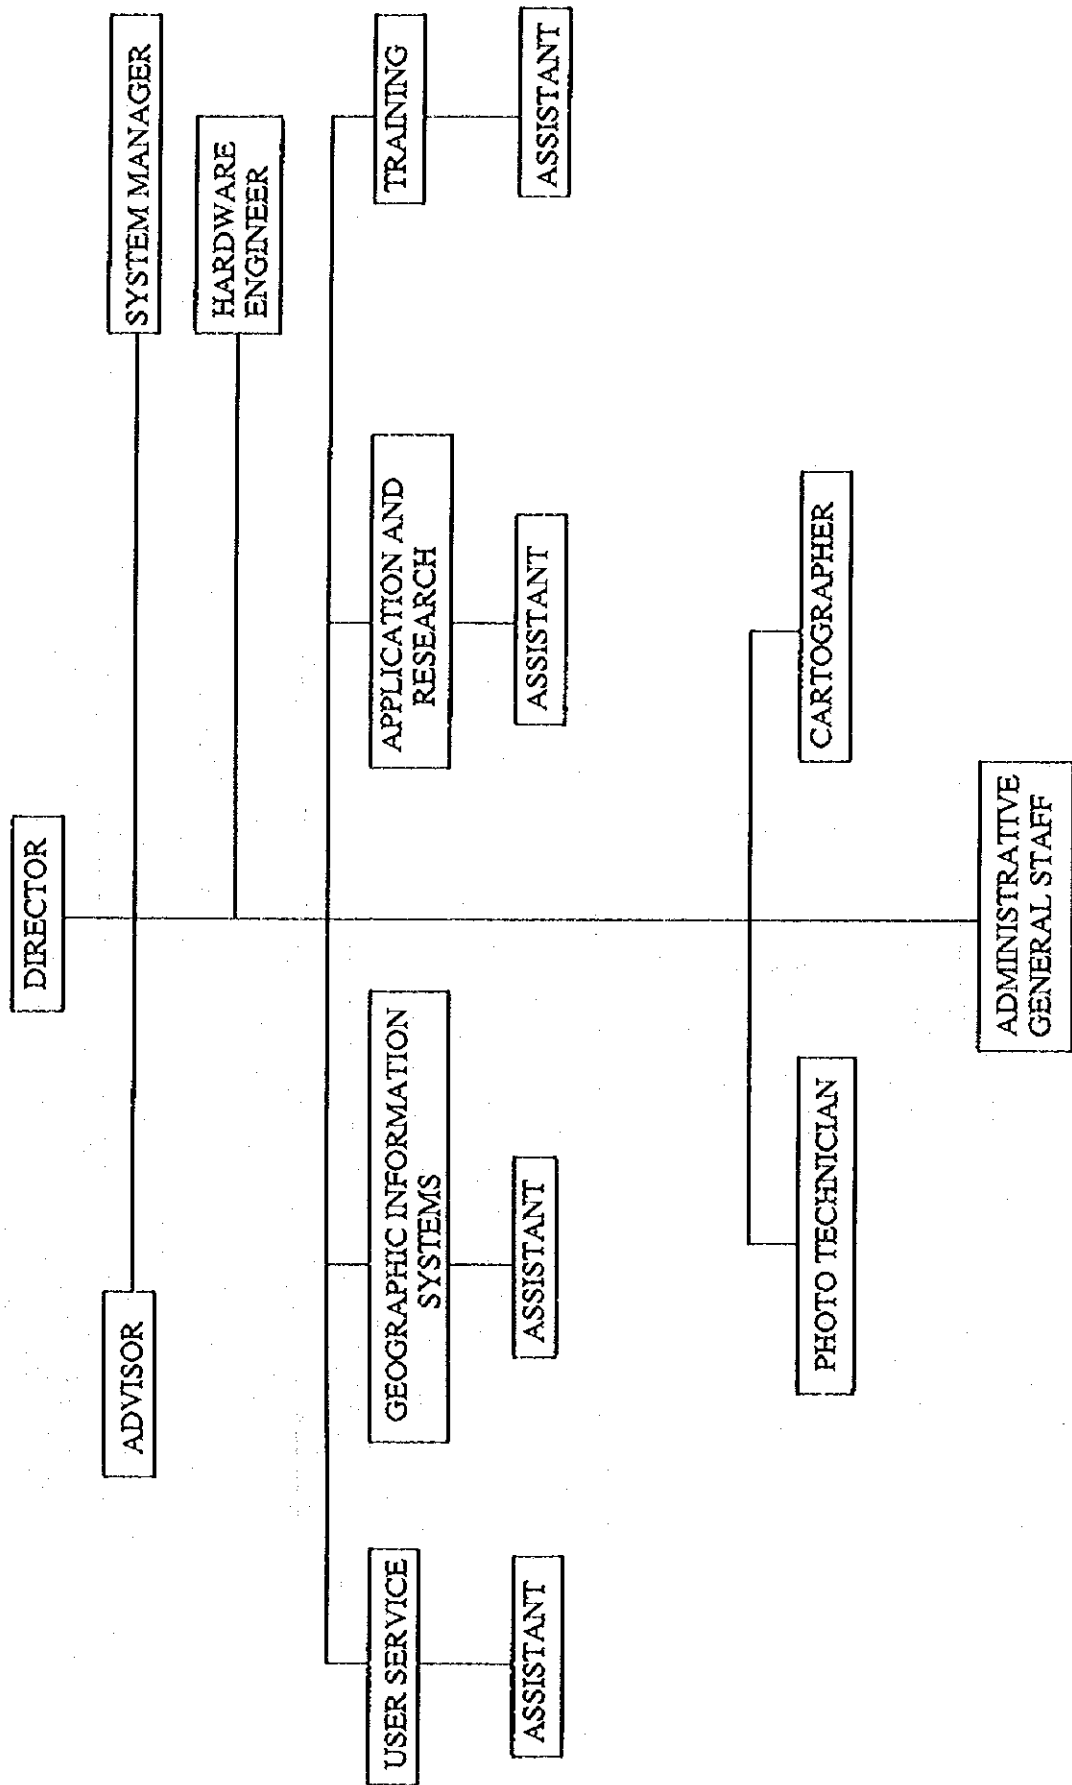 DIRECTOR
ADVISOR
SYSTEM MANAGER
HARDWARE
ENGINEER
USER SERVICE
GEOGRAPHIC INFORMATION
SYSTEMS
APPLICATION AND
RESEARCH
TRAINING
ASSISTANT
ASSISTANT
ASSISTANT
ASSISTANT
PHOTO TECHNICIAN
CARTOGRAPHER
ADMINISTRATIVE
GENERAL STAFF